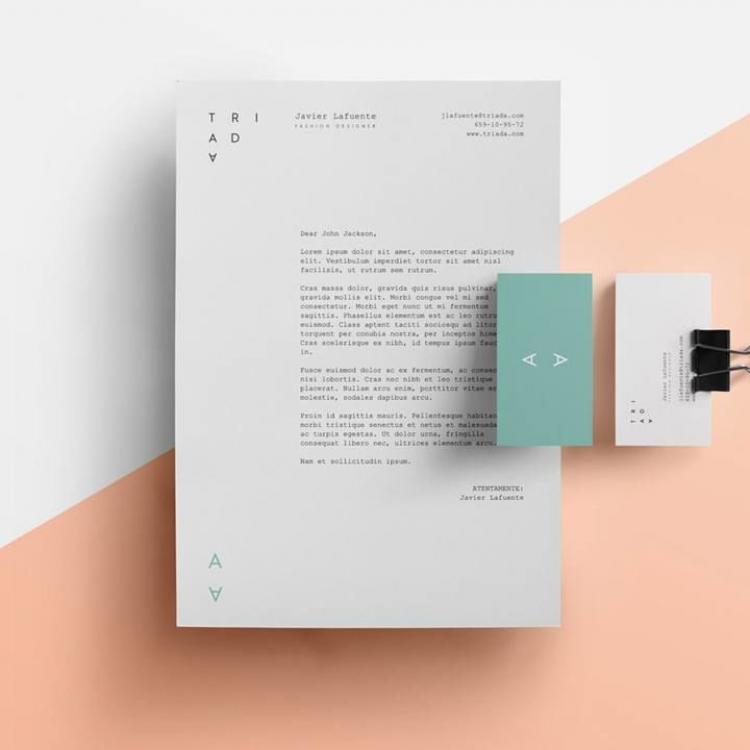 T R I
A D
∀
Javier Lafuente
FASHION DESIGNER
jlafuente@triada.com
659-10-95-72
www.triada.com
Dear John Jackson,
Lorem ipsum dolor sit amet, consectetur adipiscing
elit. Vestibulum imperdiet tortor sit amet nisl
facilisis, ut rutrum sem rutrum.
Cras massa dolor, gravida quis risus pulvinar,
gravida mollis elit. Morbi congue vel mi sed
consectetur. Morbi eget nunc ut mi fermentum
sagittis. Phasellus elementum est ac leo rutru
euismod. Class aptent taciti sociosqu ad litor
torquent per conubia nostra, per inceptos hime
Cras scelerisque ex nibh, id tempus ipsum fauc
in.
Fusce euismod dolor ac ex fermentum, ac consec
nisi lobortis. Cras nec nibh et leo tristique
placerat. Nullam arcu enim, porttitor vitae
molestie, sodales dapibus arcu.
Proin id sagittis mauris. Pellentesque habitan
morbi tristique senectus et netus et malesuada
ac turpis egestas. Ut dolor urna, fringilla
consequat libero nec, ultrices elementum arcu.
Nam et sollicitudin ipsum.
ATENTAMENTE:
Javier Lafuente
A
∀
A A
T R I
A D
∀
Javier Lafuente
jlafuente@triada.com